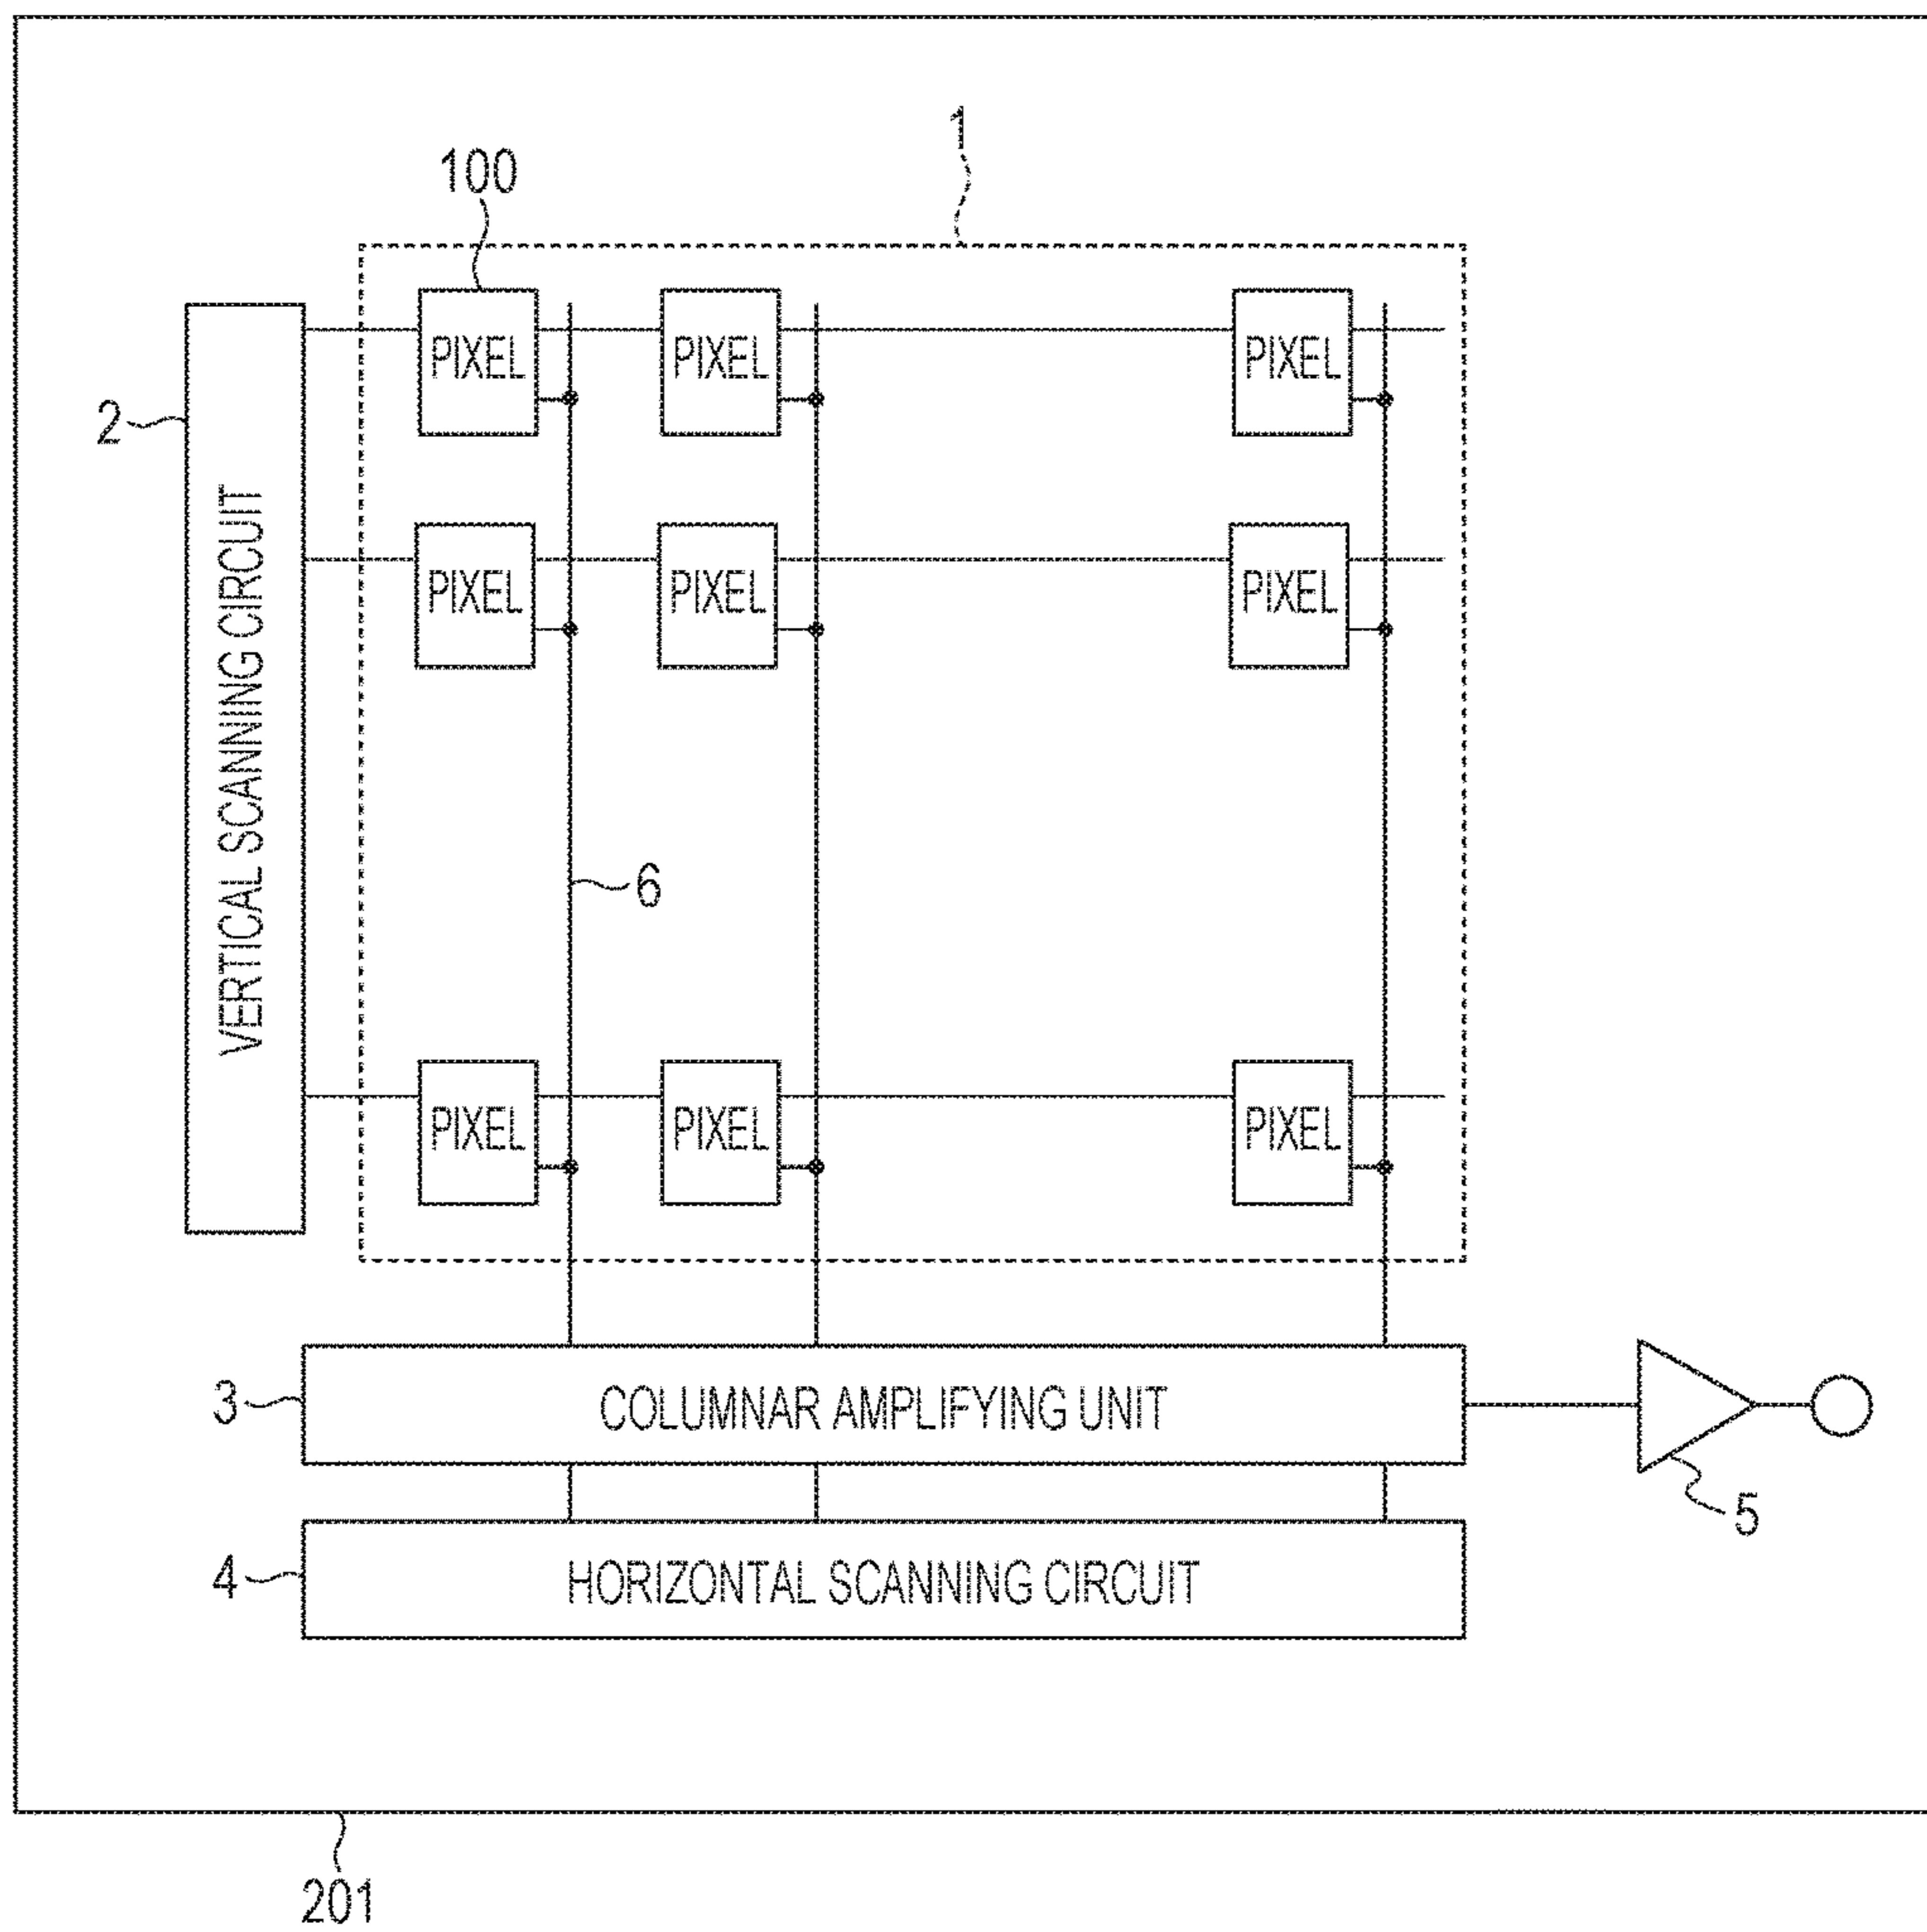 1
100
PIXEL PIXEL PIXEL
2
VERTICAL SCANNING CIRCUIT
PIXEL PIXEL PIXEL
6
PIXEL PIXEL PIXEL
3 COLUMNAR AMPLIFYING UNIT
5
4 HORIZONTAL SCANNING CIRCUIT
201